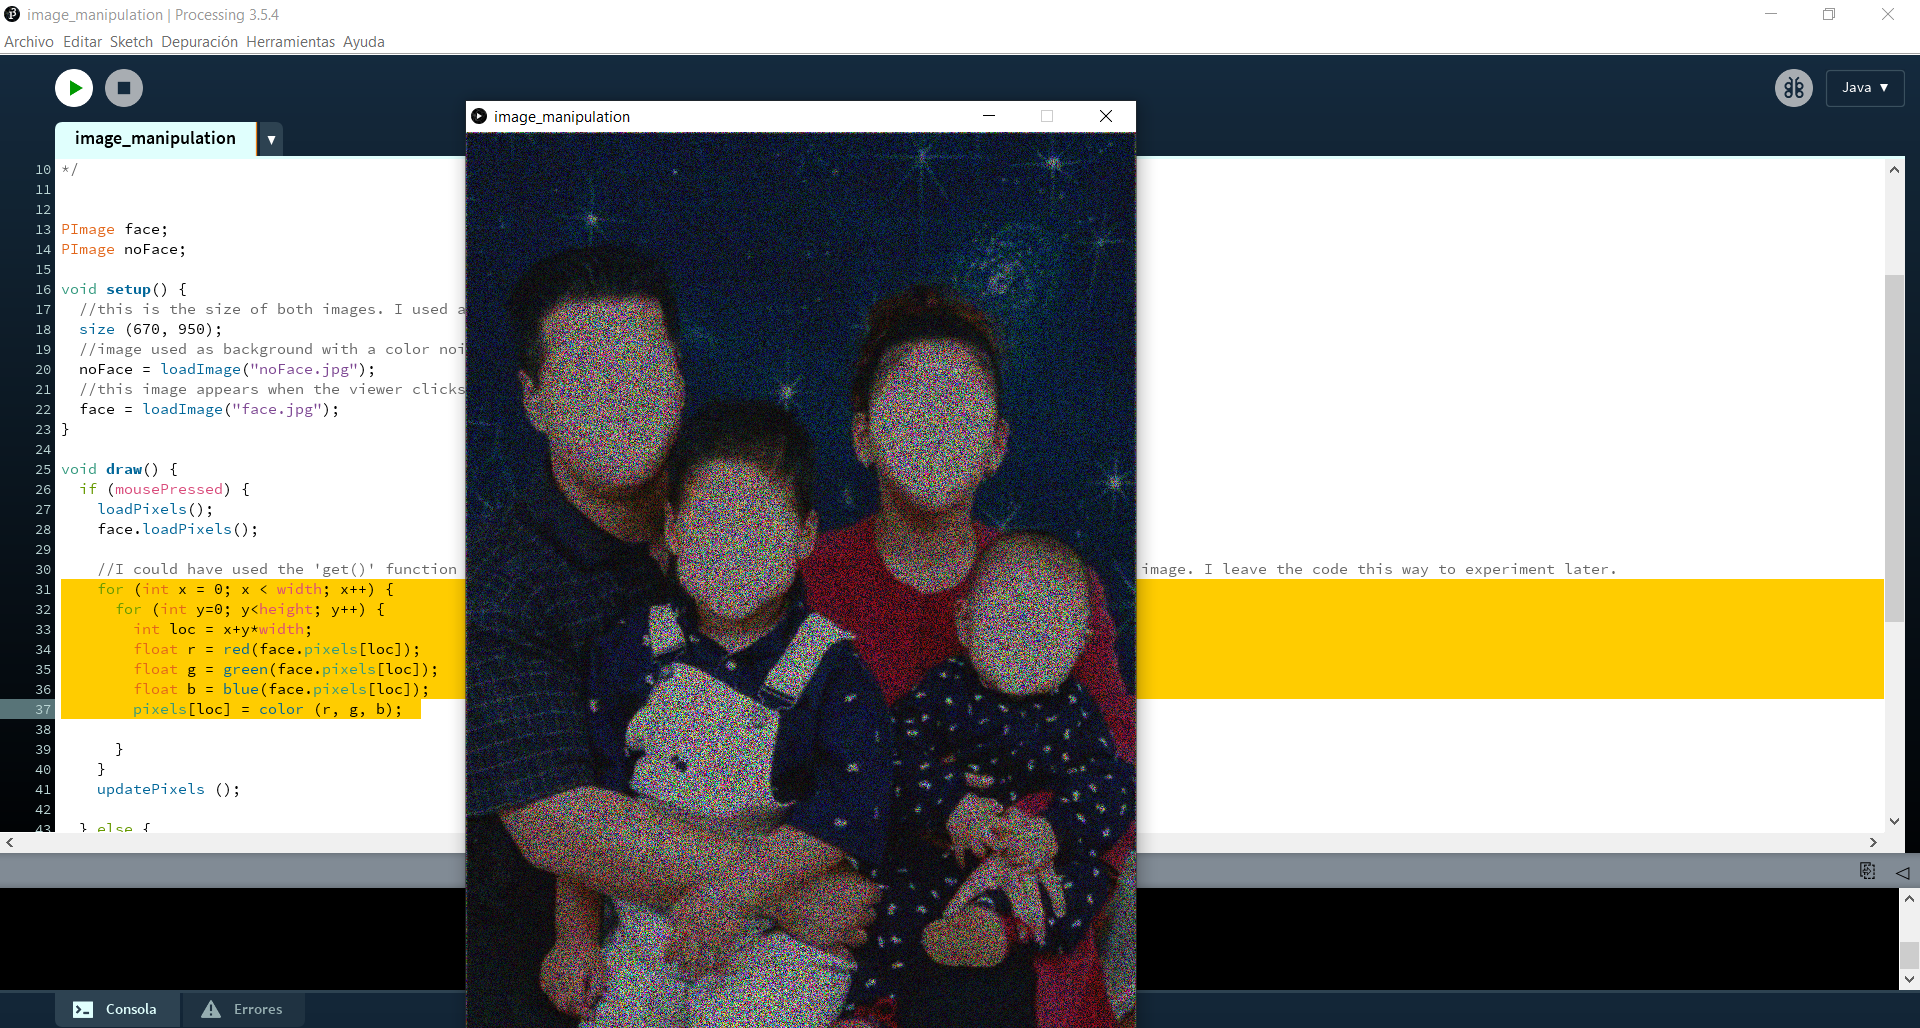 image_manipulation | Processing 3.5.4
Archivo Editar Sketch Depuración Herramientas Ayuda
Java ▼
image_manipulation
image_manipulation
▼
10 */
11
12
13 PImage face;
14 PImage noFace;
15
16 void setup() {
17 //this is the size of both images. I used a
18 size (670, 950);
19 //image used as background with a color noi
20 noFace = loadImage("noFace.jpg");
21 //this image appears when the viewer clicks
22 face = loadImage("face.jpg");
23 }
24
25 void draw() {
26 if (mousePressed) {
27 loadPixels();
28 face.loadPixels();
29
30 //I could have used the 'get()' function image. I leave the code this way to experiment later.
31 for (int x = 0; x < width; x++) {
32 for (int y=0; y<height; y++) {
33 int loc = x+y*width;
34 float r = red(face.pixels[loc]);
35 float g = green(face.pixels[loc]);
36 float b = blue(face.pixels[loc]);
37 pixels[loc] = color (r, g, b);
38
39 }
40 }
41 updatePixels ();
42
43 } else {
Consola Errores